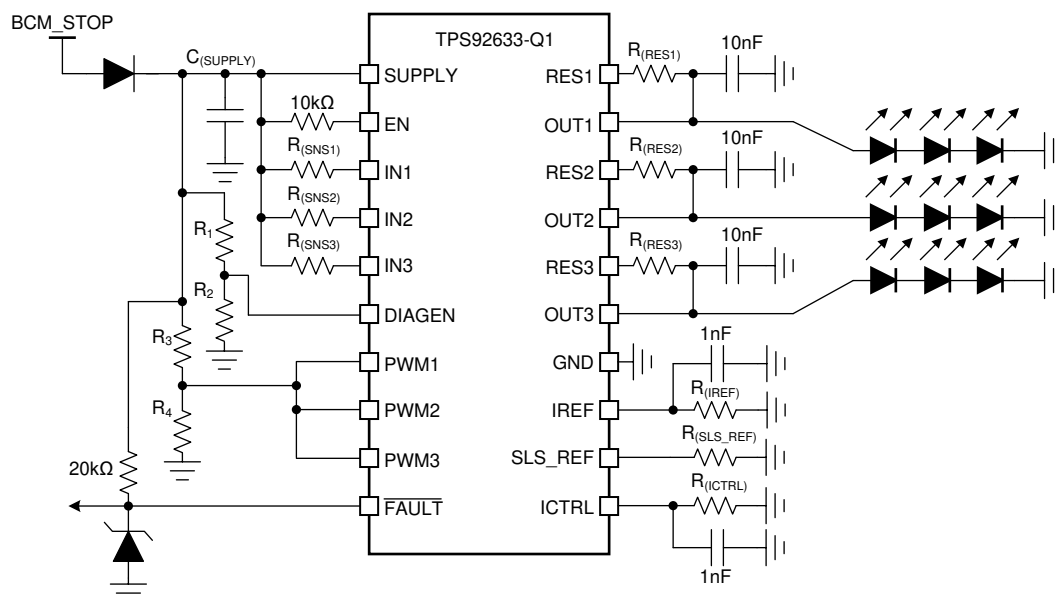 BCM_STOP
C(SUPPLY)
TPS92633-Q1
SUPPLY
EN
IN1
IN2
IN3
DIAGEN
PWM1
PWM2
PWM3
FAULT
RES1
OUT1
RES2
OUT2
RES3
OUT3
GND
IREF
SLS_REF
ICTRL
10kΩ
R(SNS1)
R(SNS2)
R(SNS3)
R1
R2
R3
R4
20kΩ
R(RES1)
10nF
R(RES2)
10nF
R(RES3)
10nF
1nF
R(IREF)
R(SLS_REF)
R(ICTRL)
1nF